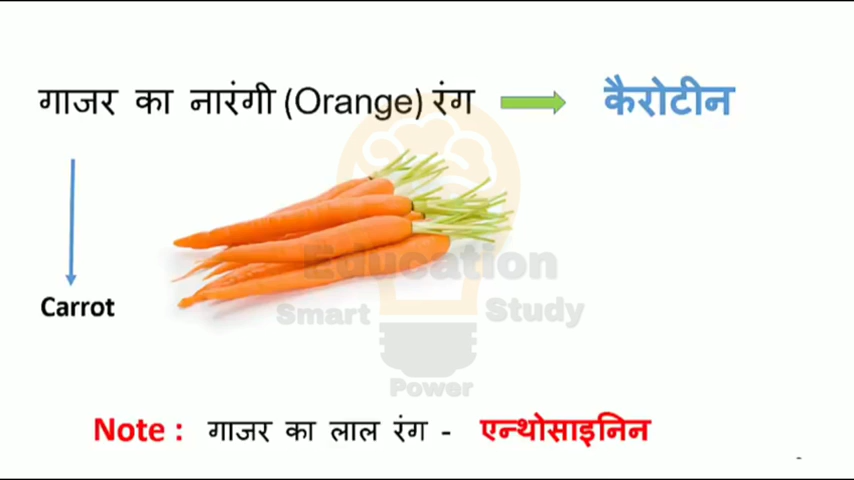 गाजर का नारंगी (Orange) रंग कैरोटीन
Carrot
Education
Smart Study
Power
Note : गाजर का लाल रंग - एन्थोसाइनिन